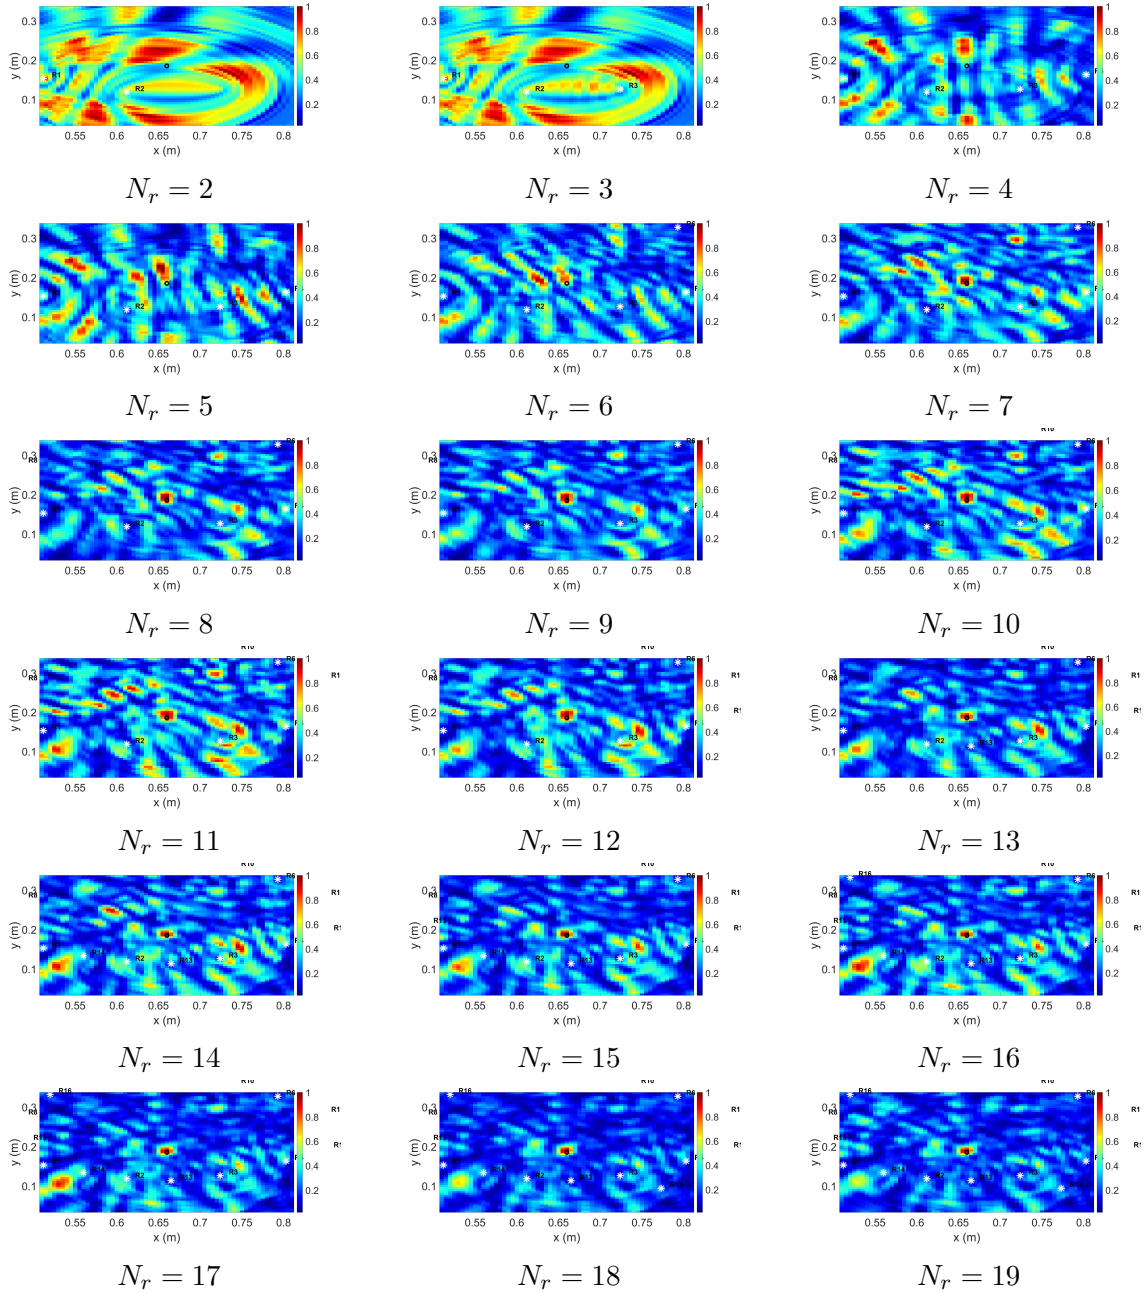 N_r = 2
N_r = 3
N_r = 4
N_r = 5
N_r = 6
N_r = 7
N_r = 8
N_r = 9
N_r = 10
N_r = 11
N_r = 12
N_r = 13
N_r = 14
N_r = 15
N_r = 16
N_r = 17
N_r = 18
N_r = 19
y (m)
x (m)
0.3
0.2
0.1
0.55
0.6
0.65
0.7
0.75
0.8
1
0.8
0.6
0.4
0.2
R1
R2
R3
R6
R8
R13
R14
R16